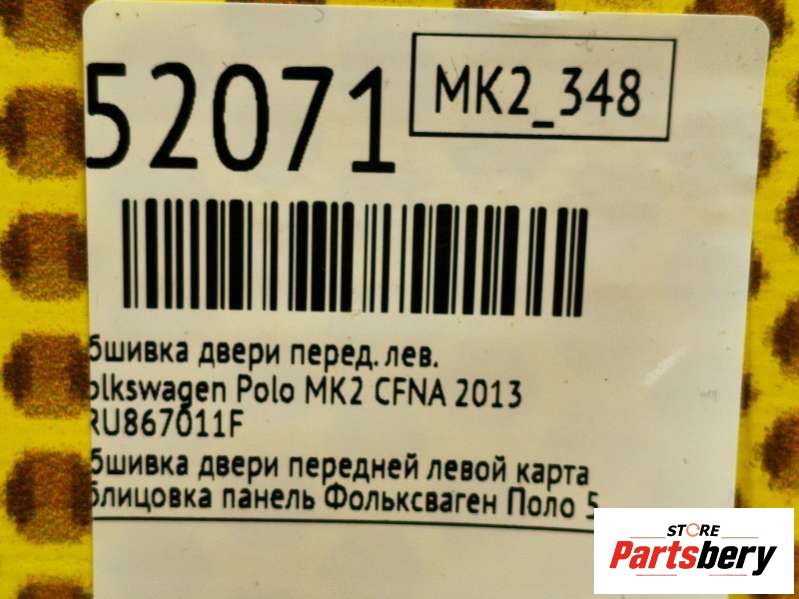 52071
MK2_348
бшивка двери перед. лев.
olkswagen Polo MK2 CFNA 2013
RU867011F
бшивка двери передней левой карта
блицовка панель Фольксваген Поло 5
STORE
Partsbery